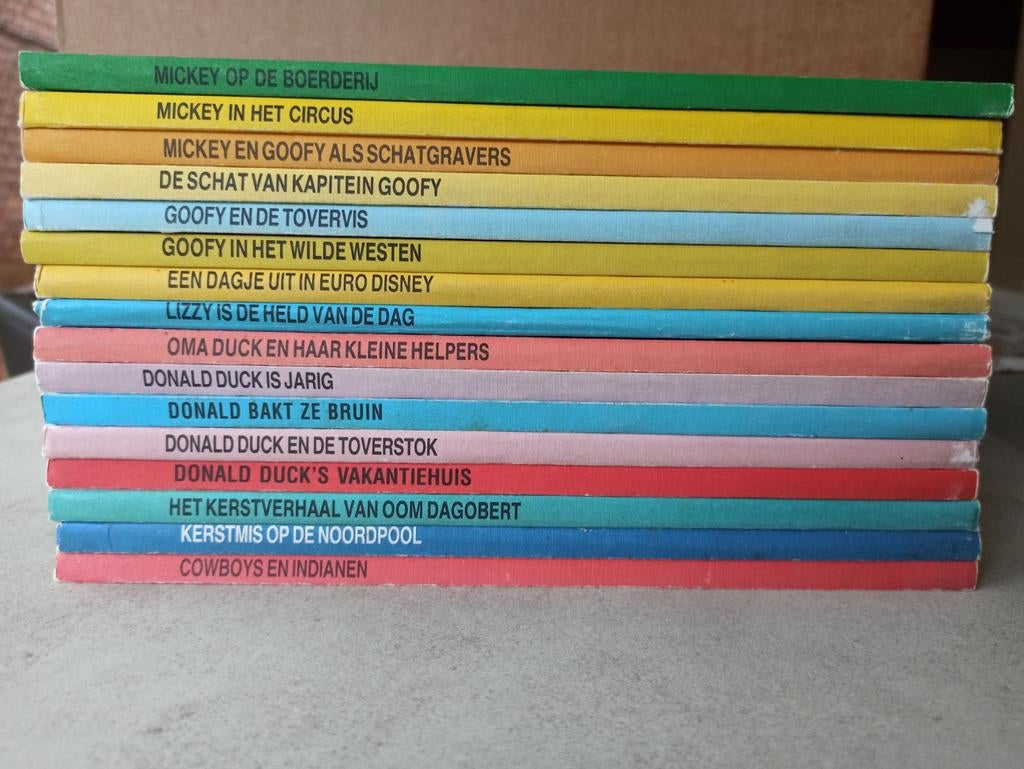 MICKEY OP DE BOERDERIJ
MICKEY IN HET CIRCUS
MICKEY EN GOOFY ALS SCHATGRAVERS
DE SCHAT VAN KAPITEIN GOOFY
GOOFY EN DE TOVERVIS
GOOFY IN HET WILDE WESTEN
EEN DAGJE UIT IN EURO DISNEY
LIZZY IS DE HELD VAN DE DAG
OMA DUCK EN HAAR KLEINE HELPERS
DONALD DUCK IS JARIG
DONALD BAKT ZE BRUIN
DONALD DUCK EN DE TOVERSTOK
DONALD DUCK'S VAKANTIEHUIS
HET KERSTVERHAAL VAN OOM DAGOBERT
KERSTMIS OP DE NOORDPOOL
COWBOYS EN INDIANEN